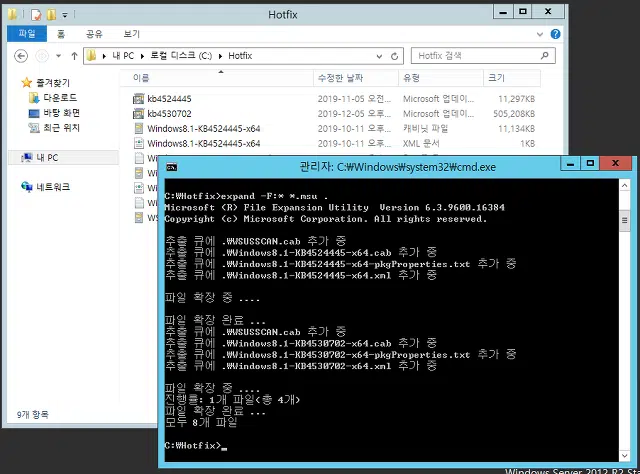 Hotfix
파일 홈 공유 보기
내 PC ▸ 로컬 디스크 (C:) ▸ Hotfix
Hotfix 검색
이름 수정한 날짜 유형 크기
즐겨찾기
다운로드
바탕 화면
최근 위치
내 PC
네트워크
kb4524445 2019-11-05 오전... Microsoft 업데이... 11,297KB
kb4530702 2019-12-05 오후... Microsoft 업데이... 505,208KB
Windows8.1-KB4524445-x64 2019-10-11 오후... 캐비닛 파일 11,134KB
Windows8.1-KB4524445-x64 2019-10-11 오후... XML 문서 1KB
9개 항목
관리자: C:₩Windows₩system32₩cmd.exe
C:₩Hotfix>expand -F:* *.msu .
Microsoft (R) File Expansion Utility Version 6.3.9600.16384
Copyright (c) Microsoft Corporation. All rights reserved.
추출 큐에 .₩WSUSSCAN.cab 추가 중
추출 큐에 .₩Windows8.1-KB4524445-x64.cab 추가 중
추출 큐에 .₩Windows8.1-KB4524445-x64-pkgProperties.txt 추가 중
추출 큐에 .₩Windows8.1-KB4524445-x64.xml 추가 중
파일 확장 중 ....
파일 확장 완료 ...
추출 큐에 .₩WSUSSCAN.cab 추가 중
추출 큐에 .₩Windows8.1-KB4530702-x64.cab 추가 중
추출 큐에 .₩Windows8.1-KB4530702-x64-pkgProperties.txt 추가 중
추출 큐에 .₩Windows8.1-KB4530702-x64.xml 추가 중
파일 확장 중 ....
진행률: 1개 파일(총 4개)
파일 확장 완료 ...
모두 8개 파일
C:₩Hotfix>
Windows Server 2012 R2 St